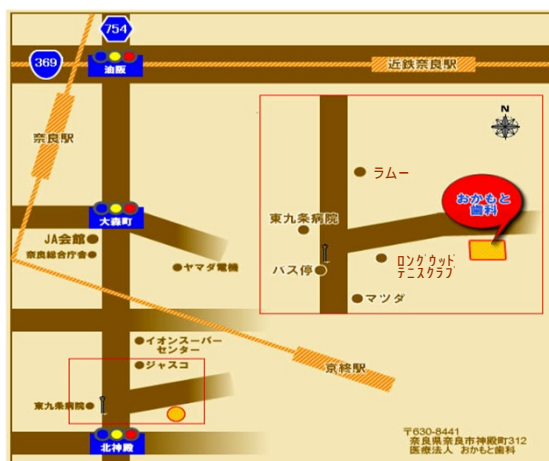 754
369
油阪
近鉄奈良駅
奈良駅
N
ラムー
おかもと
歯科
東九条病院
大森町
JA会館
奈良総合庁舎
ヤマダ電機
バス停
ロングウッド
テニスクラブ
マツダ
イオンスーパー
センター
ジャスコ
京終駅
東九条病院
北神殿
〒630-8441
奈良県奈良市神殿町312
医療法人 おかもと歯科